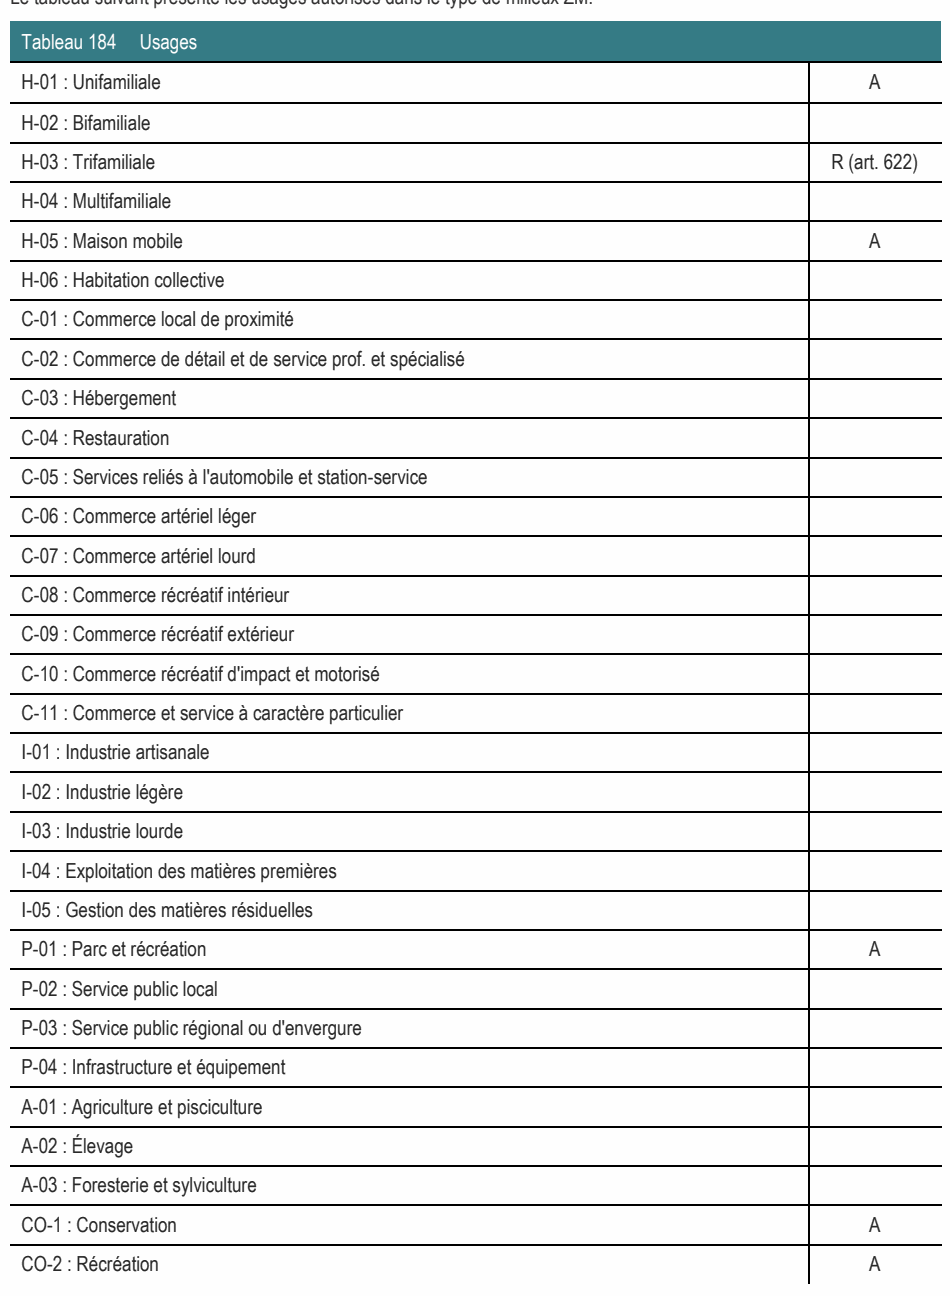 Le tableau suivant présente les usages autorisés dans le type de milieux ZM.
Tableau 184 Usages
H-01 : Unifamiliale A
H-02 : Bifamiliale
H-03 : Trifamiliale R (art. 622)
H-04 : Multifamiliale
H-05 : Maison mobile A
H-06 : Habitation collective
C-01 : Commerce local de proximité
C-02 : Commerce de détail et de service prof. et spécialisé
C-03 : Hébergement
C-04 : Restauration
C-05 : Services reliés à l'automobile et station-service
C-06 : Commerce artériel léger
C-07 : Commerce artériel lourd
C-08 : Commerce récréatif intérieur
C-09 : Commerce récréatif extérieur
C-10 : Commerce récréatif d'impact et motorisé
C-11 : Commerce et service à caractère particulier
I-01 : Industrie artisanale
I-02 : Industrie légère
I-03 : Industrie lourde
I-04 : Exploitation des matières premières
I-05 : Gestion des matières résiduelles
P-01 : Parc et récréation A
P-02 : Service public local
P-03 : Service public régional ou d'envergure
P-04 : Infrastructure et équipement
A-01 : Agriculture et pisciculture
A-02 : Élevage
A-03 : Foresterie et sylviculture
CO-1 : Conservation A
CO-2 : Récréation A